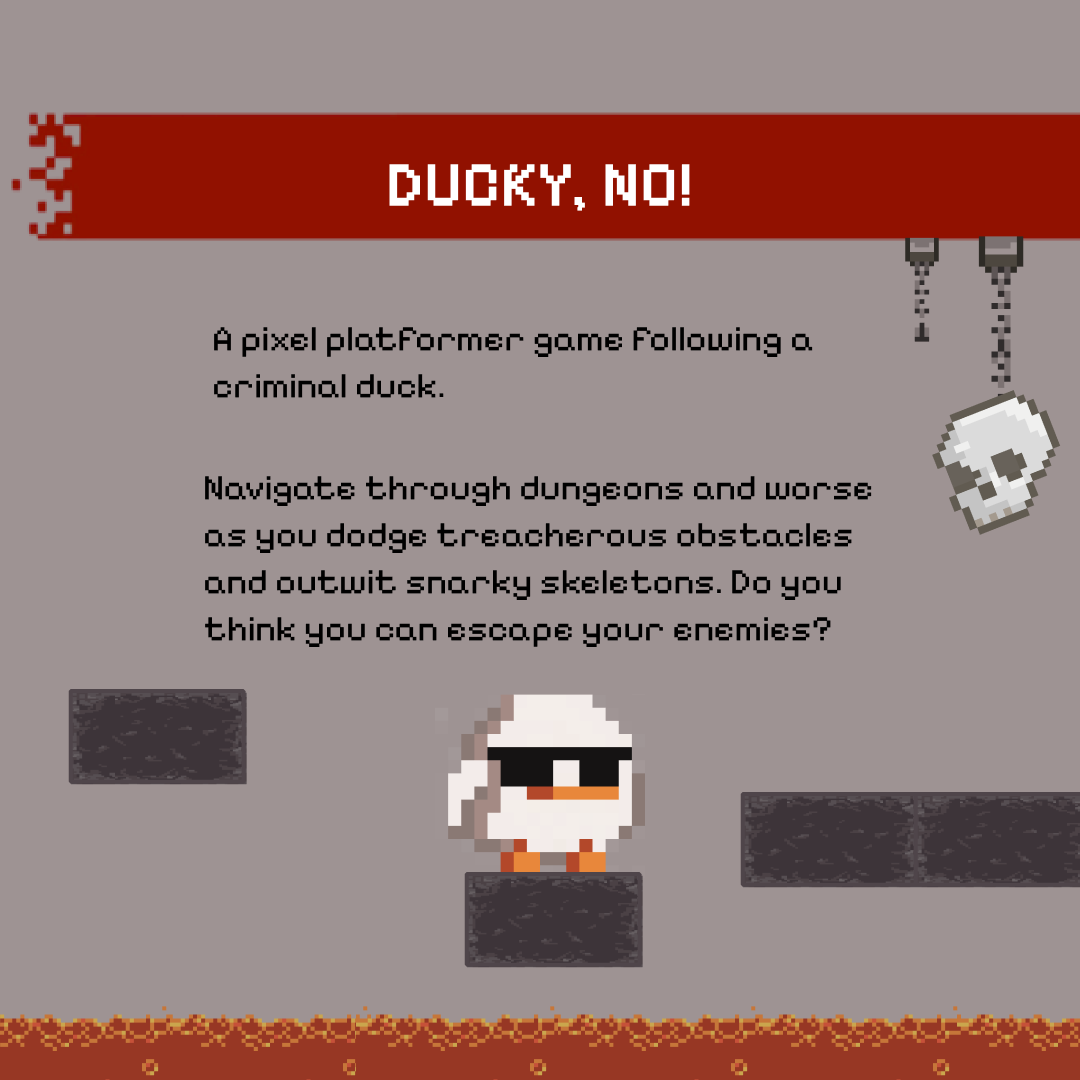 DUCKY, NO!
A pixel platformer game following a
criminal duck.
Navigate through dungeons and worse
as you dodge treacherous obstacles
and outwit snarky skeletons. Do you
think you can escape your enemies?